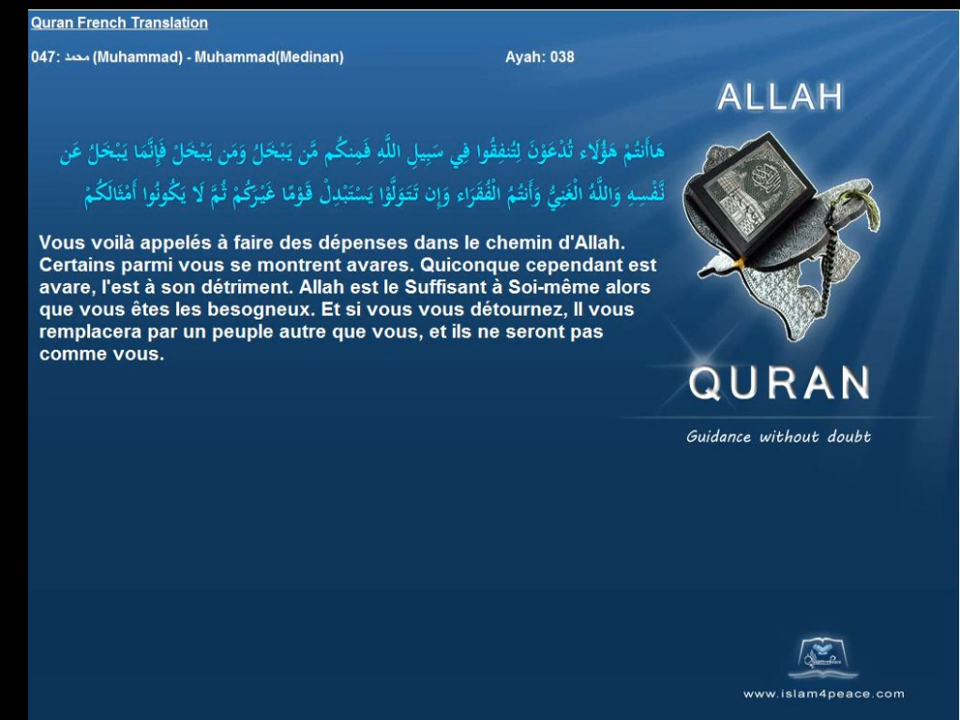 Quran French Translation
047: محمد (Muhammad) - Muhammad(Medinan) Ayah: 038
ALLAH
هَاأَنتُمْ هَؤُلَاء تُدْعَوْنَ لِتُنفِقُوا فِي سَبِيلِ اللَّهِ فَمِنكُم مَّن يَبْخَلُ وَمَن يَبْخَلْ فَإِنَّمَا يَبْخَلُ عَن
نَّفْسِهِ وَاللَّهُ الْغَنِيُّ وَأَنتُمُ الْفُقَرَاء وَإِن تَتَوَلَّوْا يَسْتَبْدِلْ قَوْمًا غَيْرَكُمْ ثُمَّ لَا يَكُونُوا أَمْثَالَكُمْ
Vous voilà appelés à faire des dépenses dans le chemin d'Allah.
Certains parmi vous se montrent avares. Quiconque cependant est
avare, l'est à son détriment. Allah est le Suffisant à Soi-même alors
que vous êtes les besogneux. Et si vous vous détournez, Il vous
remplacera par un peuple autre que vous, et ils ne seront pas
comme vous.
QURAN
Guidance without doubt
www.islam4peace.com